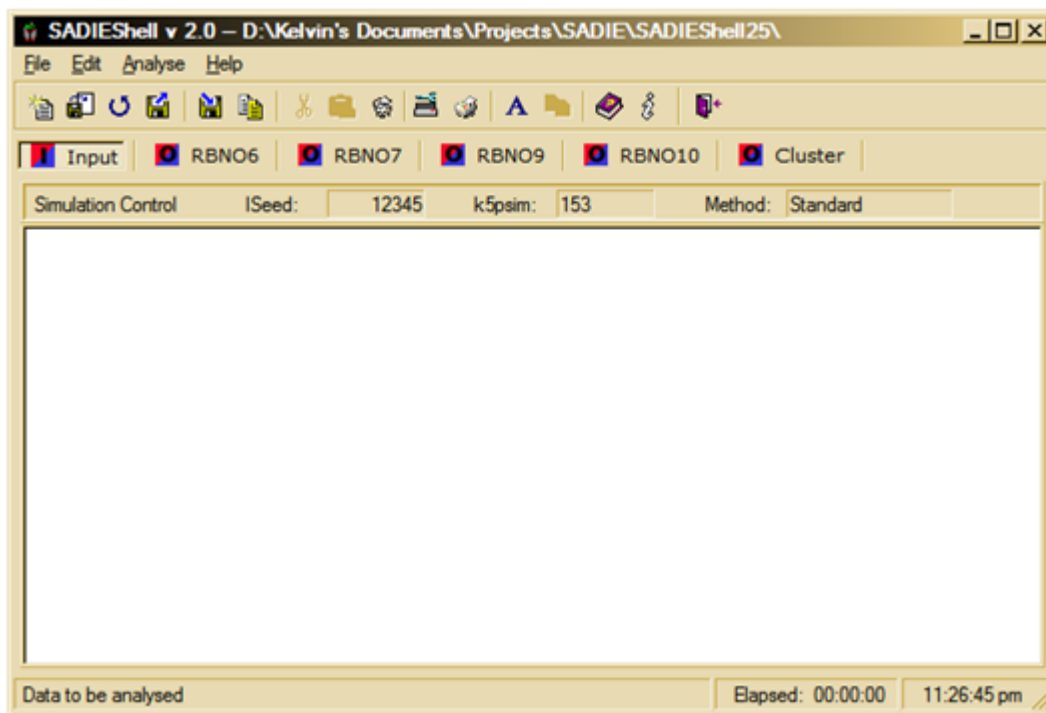 SADIEShell v 2.0 – D:\Kelvin's Documents\Projects\SADIE\SADIEShell25\
File Edit Analyse Help
I Input O RBNO6 O RBNO7 O RBNO9 O RBNO10 O Cluster
Simulation Control ISeed: 12345 k5psim: 153 Method: Standard
Data to be analysed Elapsed: 00:00:00 11:26:45 pm